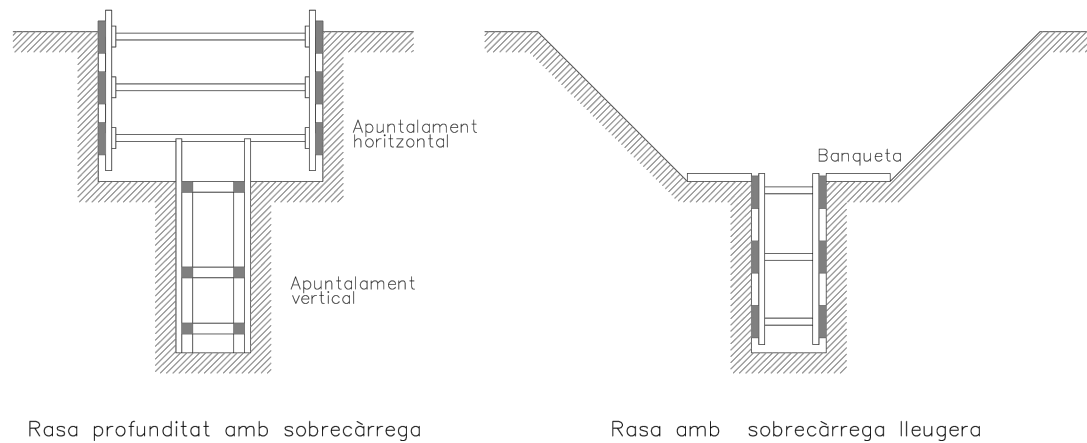 Apuntalament
horitzontal
Banqueta
Apuntalament
vertical
Rasa profunditat amb sobrecàrrega
Rasa amb sobrecàrrega lleugera